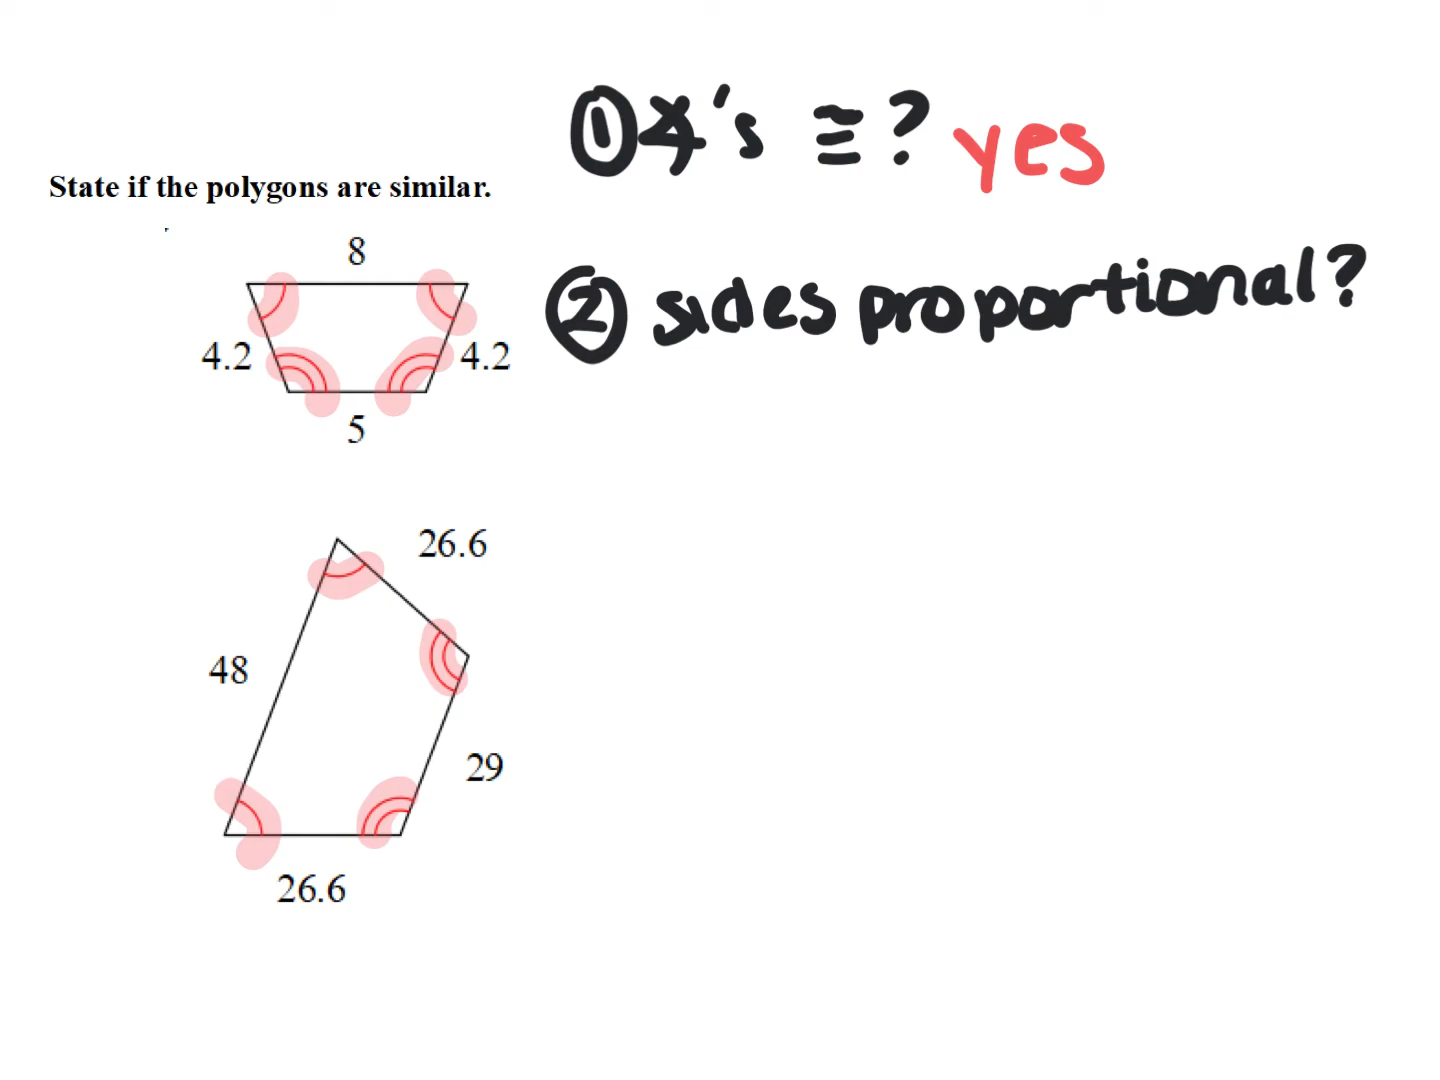 ① ∡'s ≅? yes
State if the polygons are similar.
② sides proportional?
8
4.2
4.2
5
26.6
48
29
26.6